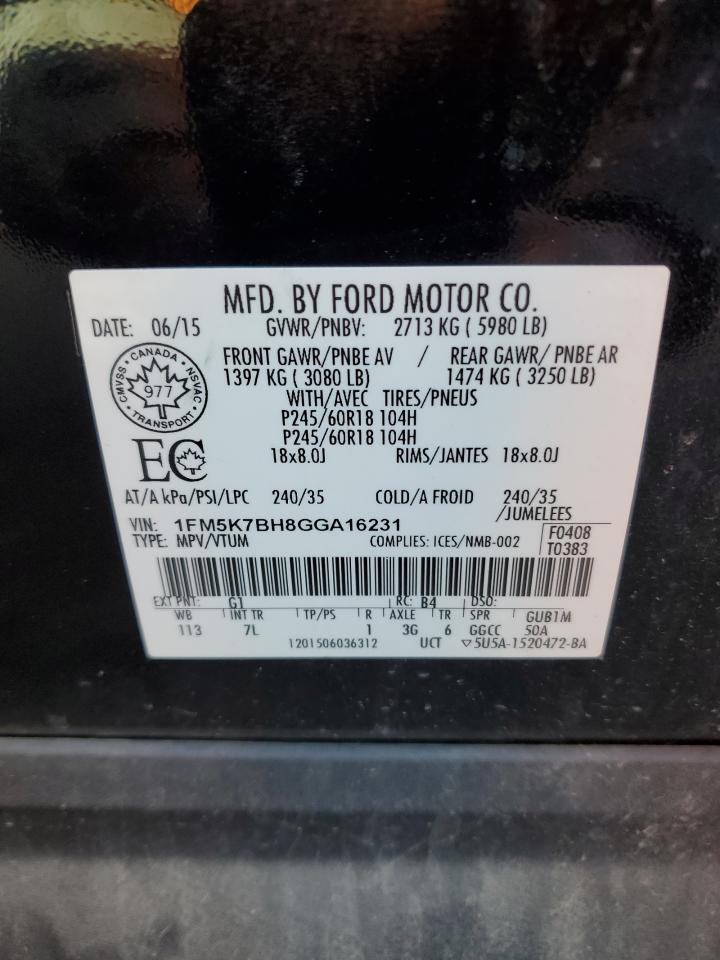 MFD. BY FORD MOTOR CO.
DATE: 06/15 GVWR/PNBV: 2713 KG ( 5980 LB)
FRONT GAWR/PNBE AV / REAR GAWR/ PNBE AR
1397 KG ( 3080 LB) 1474 KG ( 3250 LB)
WITH/AVEC TIRES/PNEUS
P245/60R18 104H
P245/60R18 104H
18x8.0J RIMS/JANTES 18x8.0J
CMVSS • CANADA • NSVAC • TRANSPORT •
977
EC
AT/A kPa/PSI/LPC 240/35 COLD/A FROID 240/35
/JUMELEES
VIN: 1FM5K7BH8GGA16231
TYPE: MPV/VTUM COMPLIES: ICES/NMB-002
F0408
T0383
EXT PNT: G1 RC: B4 DSO:
WB INT TR TP/PS R AXLE TR SPR GUB1M
113 7L 1 3G 6 GGCC 50A
1201506036312 UCT ▽5U5A-1520472-BA